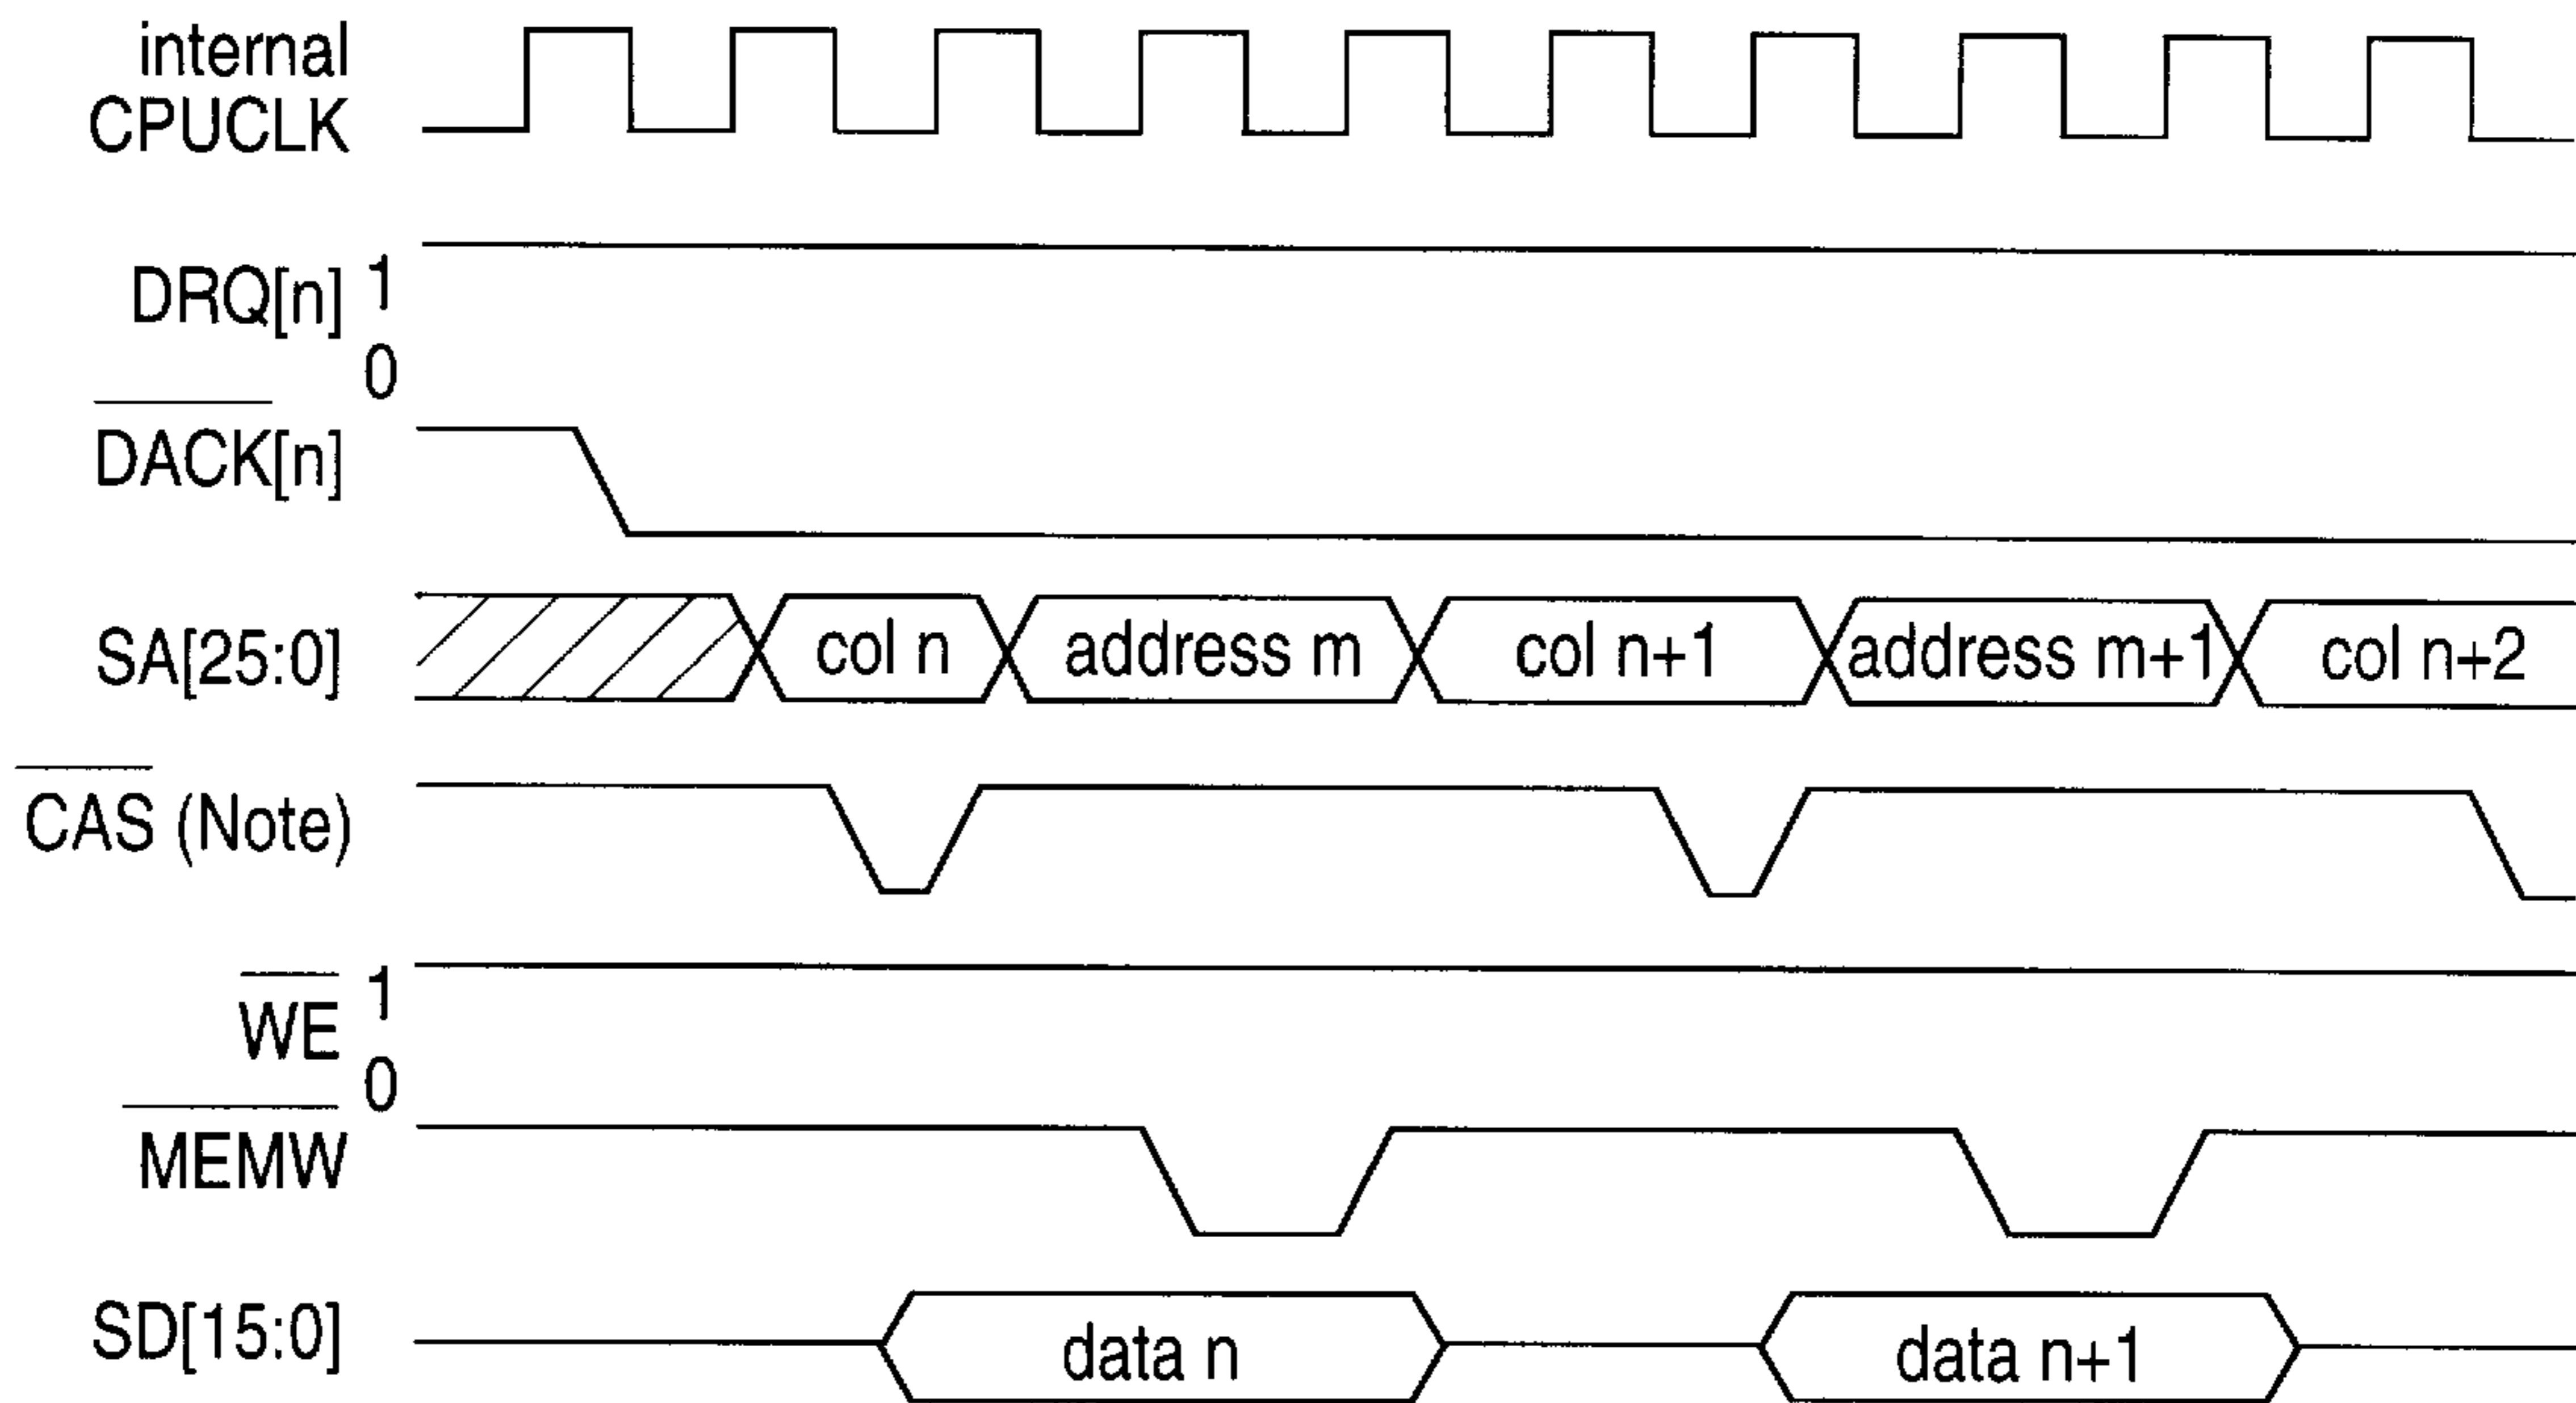 internal
CPUCLK
DRQ[n] 1
0
DACK[n]
SA[25:0] col n address m col n+1 address m+1 col n+2
CAS (Note)
WE 1
0
MEMW
SD[15:0] data n data n+1